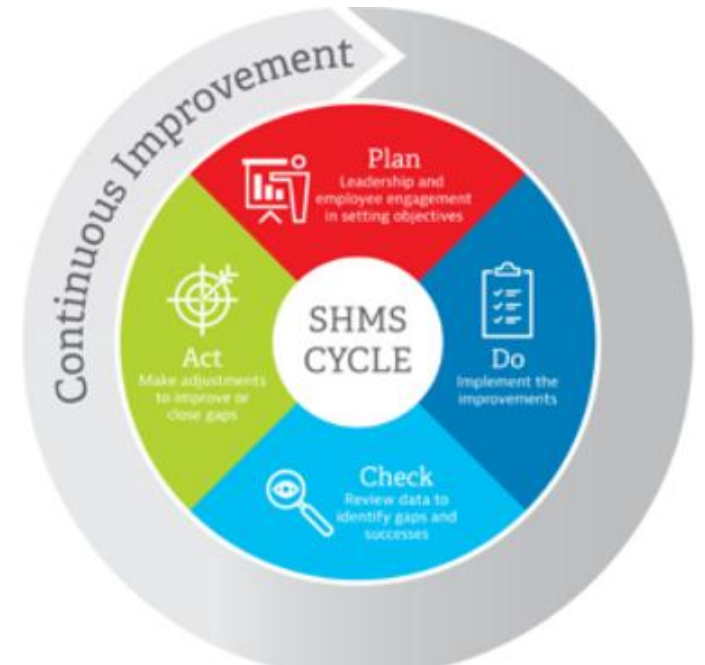 Continuous Improvement
Plan
Leadership and
employee engagement
in setting objectives
SHMS
CYCLE
Do
Implement the
improvements
Check
Review data to
identify gaps and
successes
Act
Make adjustments
to improve or
close gaps